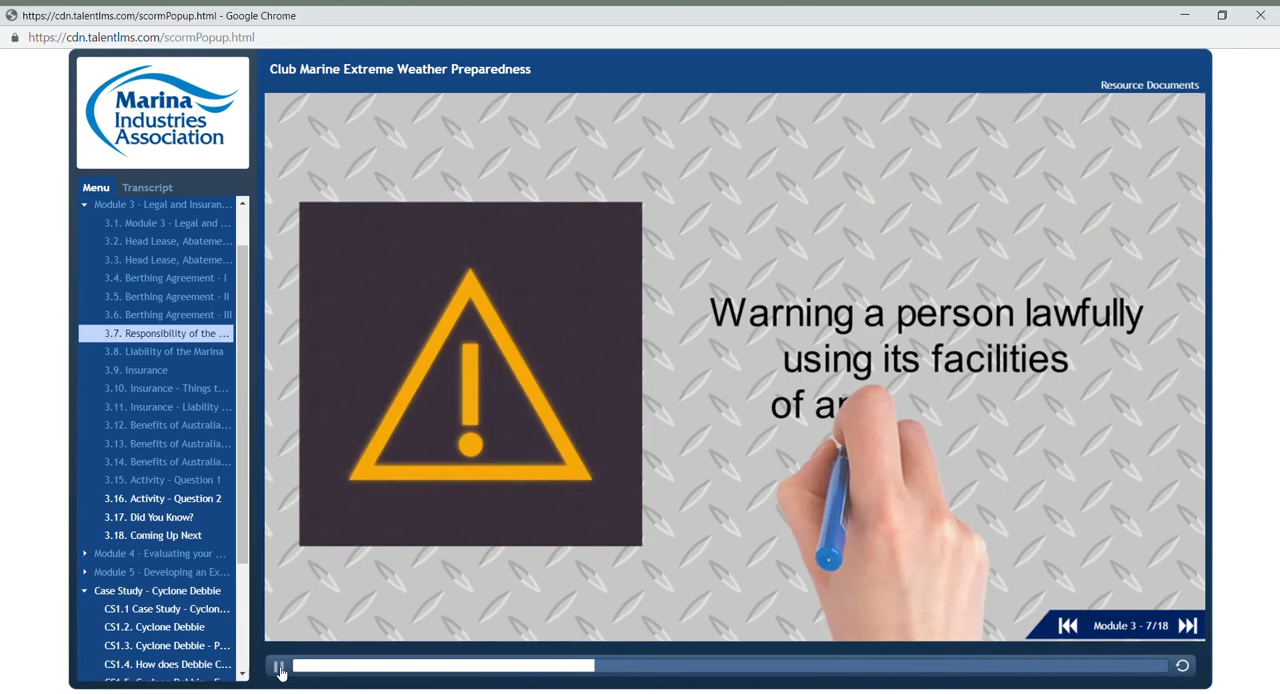 https://cdn.talentlms.com/scormPopup.html - Google Chrome
https://cdn.talentlms.com/scormPopup.html
Marina
Industries
Association
Club Marine Extreme Weather Preparedness
Resource Documents
Menu Transcript
Module 3 - Legal and Insuran...
3.1. Module 3 - Legal and ...
3.2. Head Lease, Abateme...
3.3. Head Lease, Abateme...
3.4. Berthing Agreement - I
3.5. Berthing Agreement - II
3.6. Berthing Agreement - III
3.7. Responsibility of the ...
3.8. Liability of the Marina
3.9. Insurance
3.10. Insurance - Things t...
3.11. Insurance - Liability ...
3.12. Benefits of Australia...
3.13. Benefits of Australia...
3.14. Benefits of Australia...
3.15. Activity - Question 1
3.16. Activity - Question 2
3.17. Did You Know?
3.18. Coming Up Next
Module 4 - Evaluating your ...
Module 5 - Developing an Ex...
Case Study - Cyclone Debbie
CS1.1 Case Study - Cyclon...
CS1.2. Cyclone Debbie
CS1.3. Cyclone Debbie - P...
CS1.4. How does Debbie C...
Warning a person lawfully
using its facilities
of a
Module 3 - 7/18